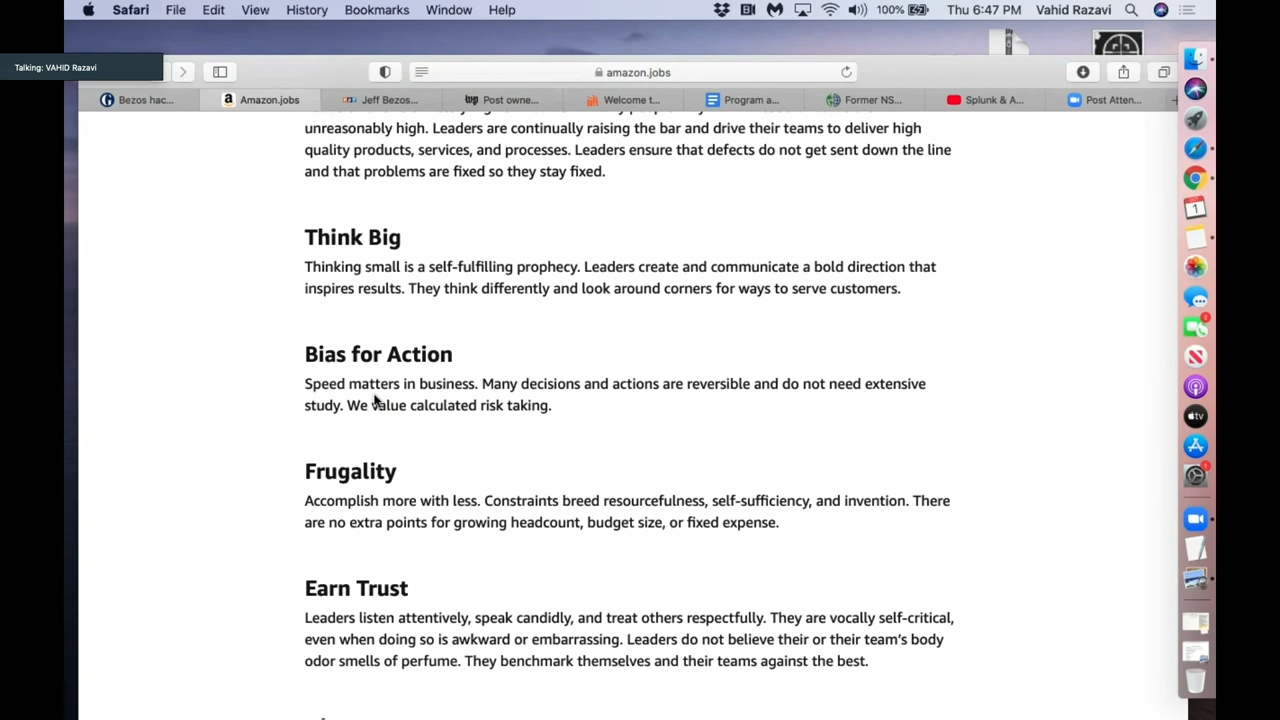 Safari File Edit View History Bookmarks Window Help 100% Thu 6:47 PM Vahid Razavi
Talking: VAHID Razavi
amazon.jobs
Bezos hac... Amazon.jobs Jeff Bezos... Post owne... Welcome t... Program a... Former NS... Splunk & A... Post Atten...
unreasonably high. Leaders are continually raising the bar and drive their teams to deliver high
quality products, services, and processes. Leaders ensure that defects do not get sent down the line
and that problems are fixed so they stay fixed.
Think Big
Thinking small is a self-fulfilling prophecy. Leaders create and communicate a bold direction that
inspires results. They think differently and look around corners for ways to serve customers.
Bias for Action
Speed matters in business. Many decisions and actions are reversible and do not need extensive
study. We value calculated risk taking.
Frugality
Accomplish more with less. Constraints breed resourcefulness, self-sufficiency, and invention. There
are no extra points for growing headcount, budget size, or fixed expense.
Earn Trust
Leaders listen attentively, speak candidly, and treat others respectfully. They are vocally self-critical,
even when doing so is awkward or embarrassing. Leaders do not believe their or their team’s body
odor smells of perfume. They benchmark themselves and their teams against the best.